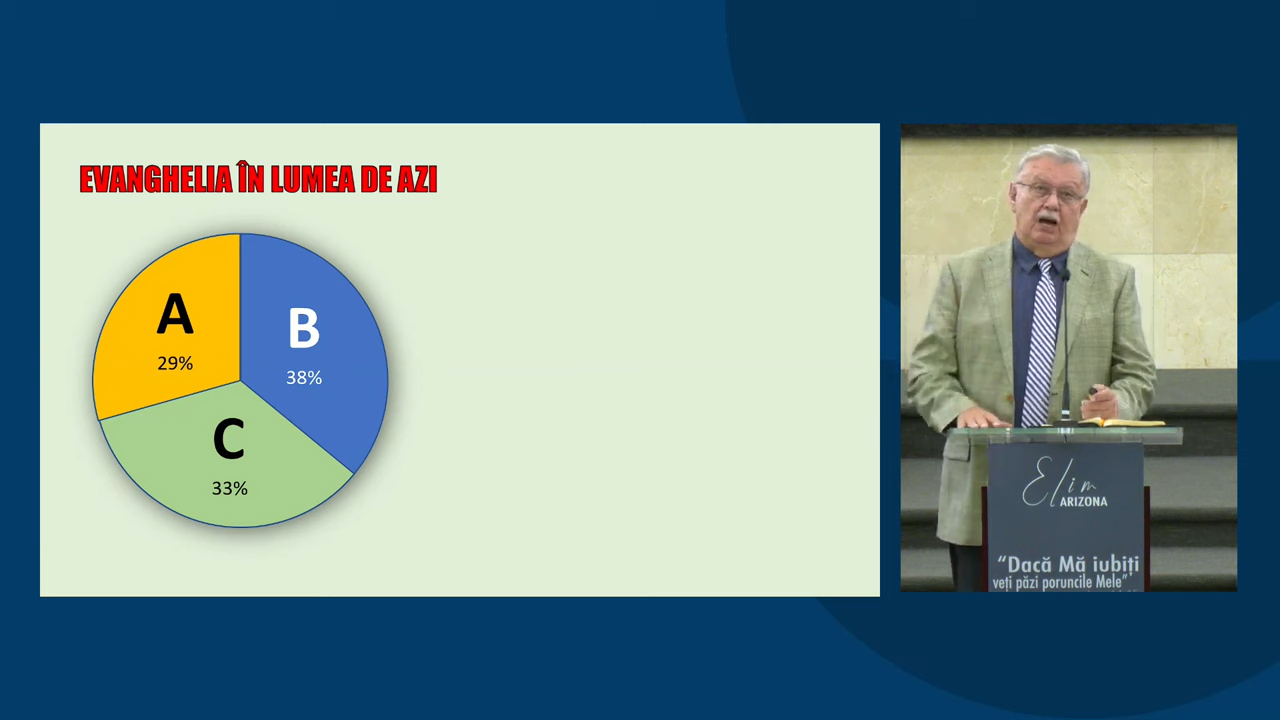 EVANGHELIA ÎN LUMEA DE AZI
A
29%
B
38%
C
33%
Elim
ARIZONA
“Dacă Mă iubiți
veți păzi poruncile Mele”